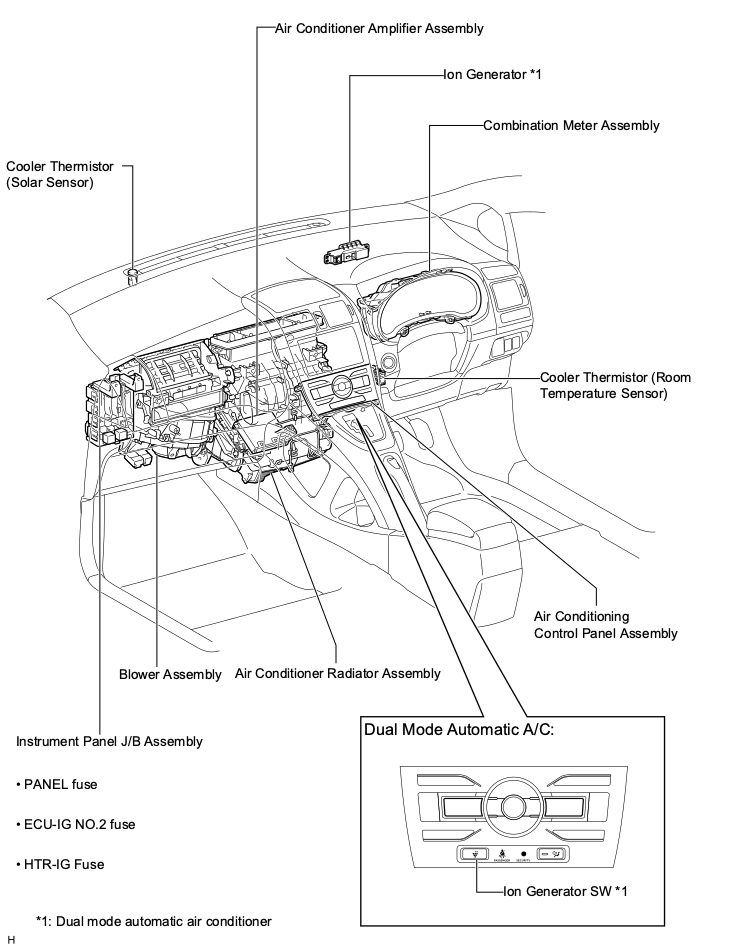 Air Conditioner Amplifier Assembly
Ion Generator *1
Combination Meter Assembly
Cooler Thermistor
(Solar Sensor)
Cooler Thermistor (Room
Temperature Sensor)
Air Conditioning
Control Panel Assembly
Blower Assembly
Air Conditioner Radiator Assembly
Instrument Panel J/B Assembly
• PANEL fuse
• ECU-IG NO.2 fuse
• HTR-IG Fuse
Dual Mode Automatic A/C:
PASSENGER
SECURITY
Ion Generator SW *1
*1: Dual mode automatic air conditioner
H